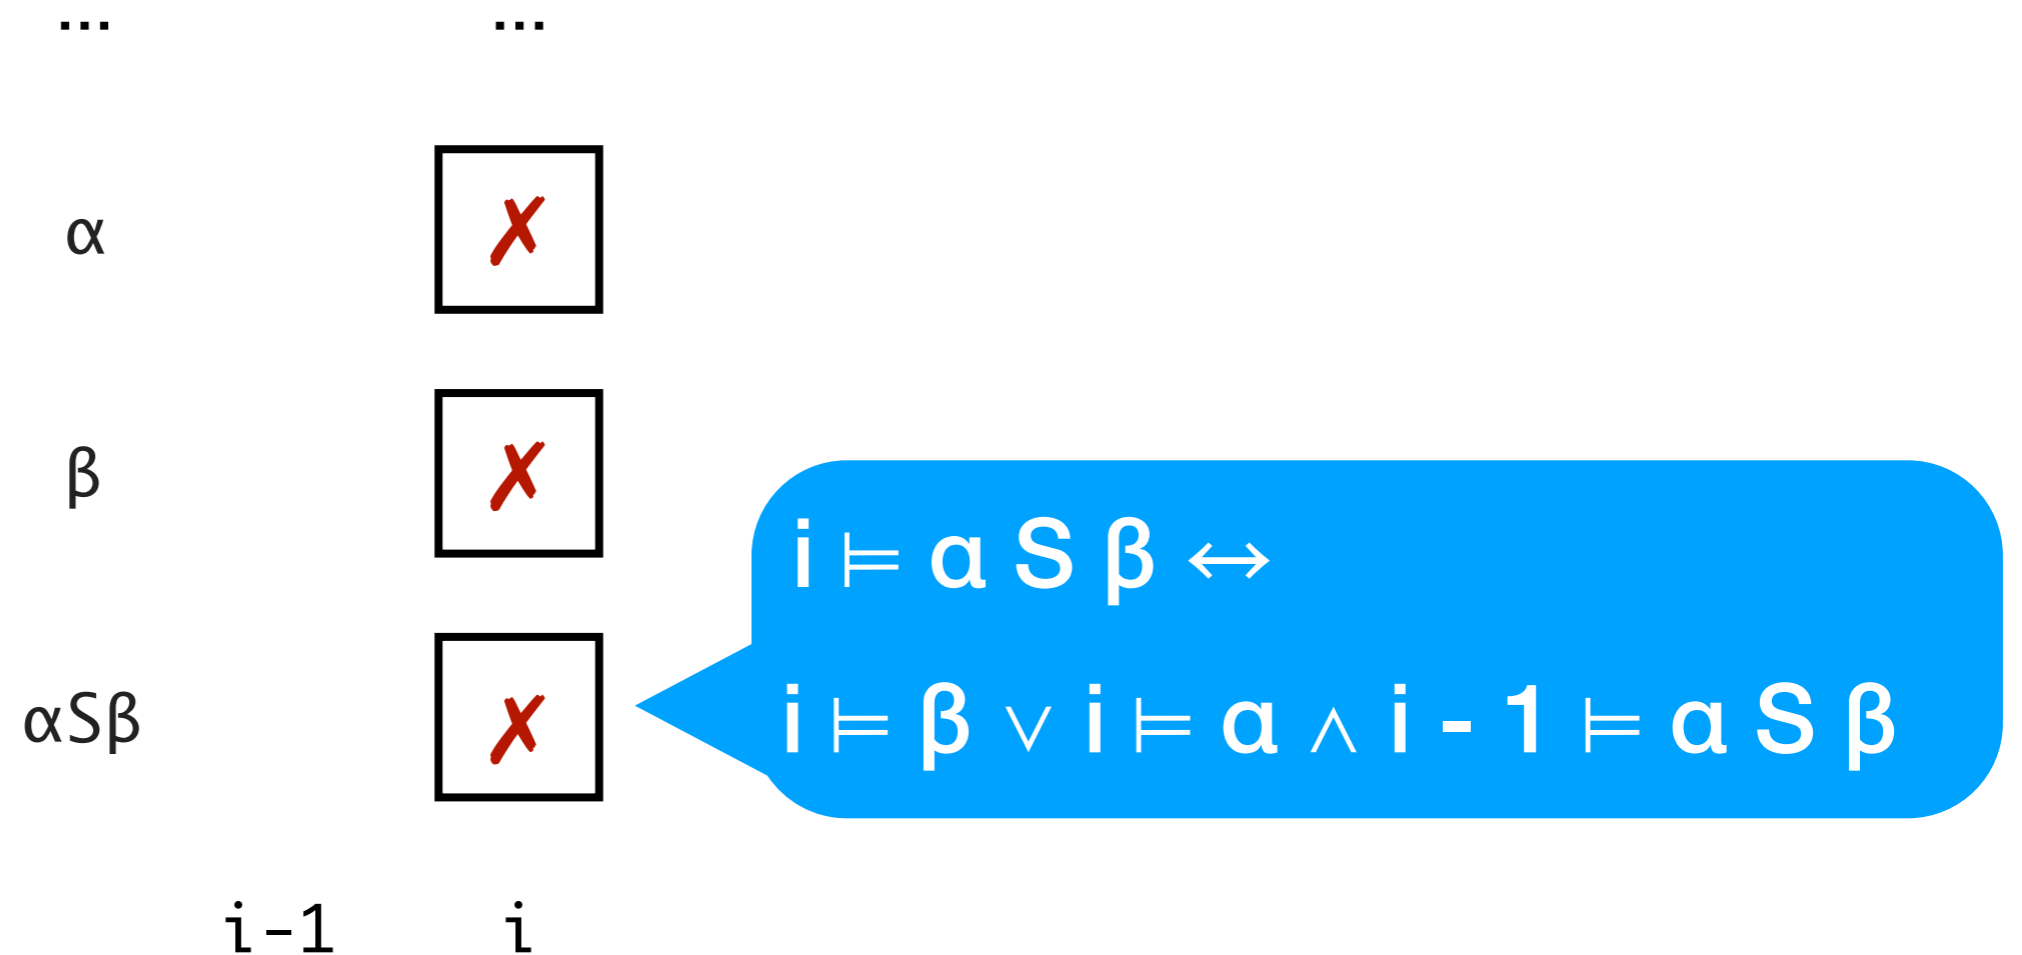 ... ...
α ✗
β ✗
i ⊨ α S β ↔
αSβ ✗
i ⊨ β ∨ i ⊨ α ∧ i - 1 ⊨ α S β
i-1 i